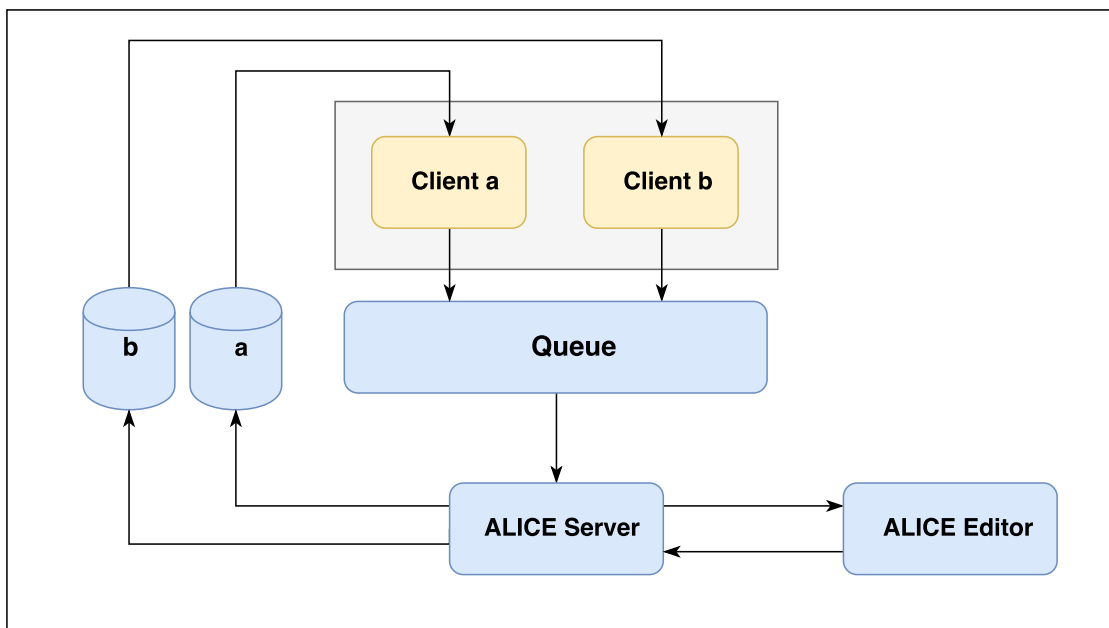 Client a
Client b
b
a
Queue
ALICE Server
ALICE Editor